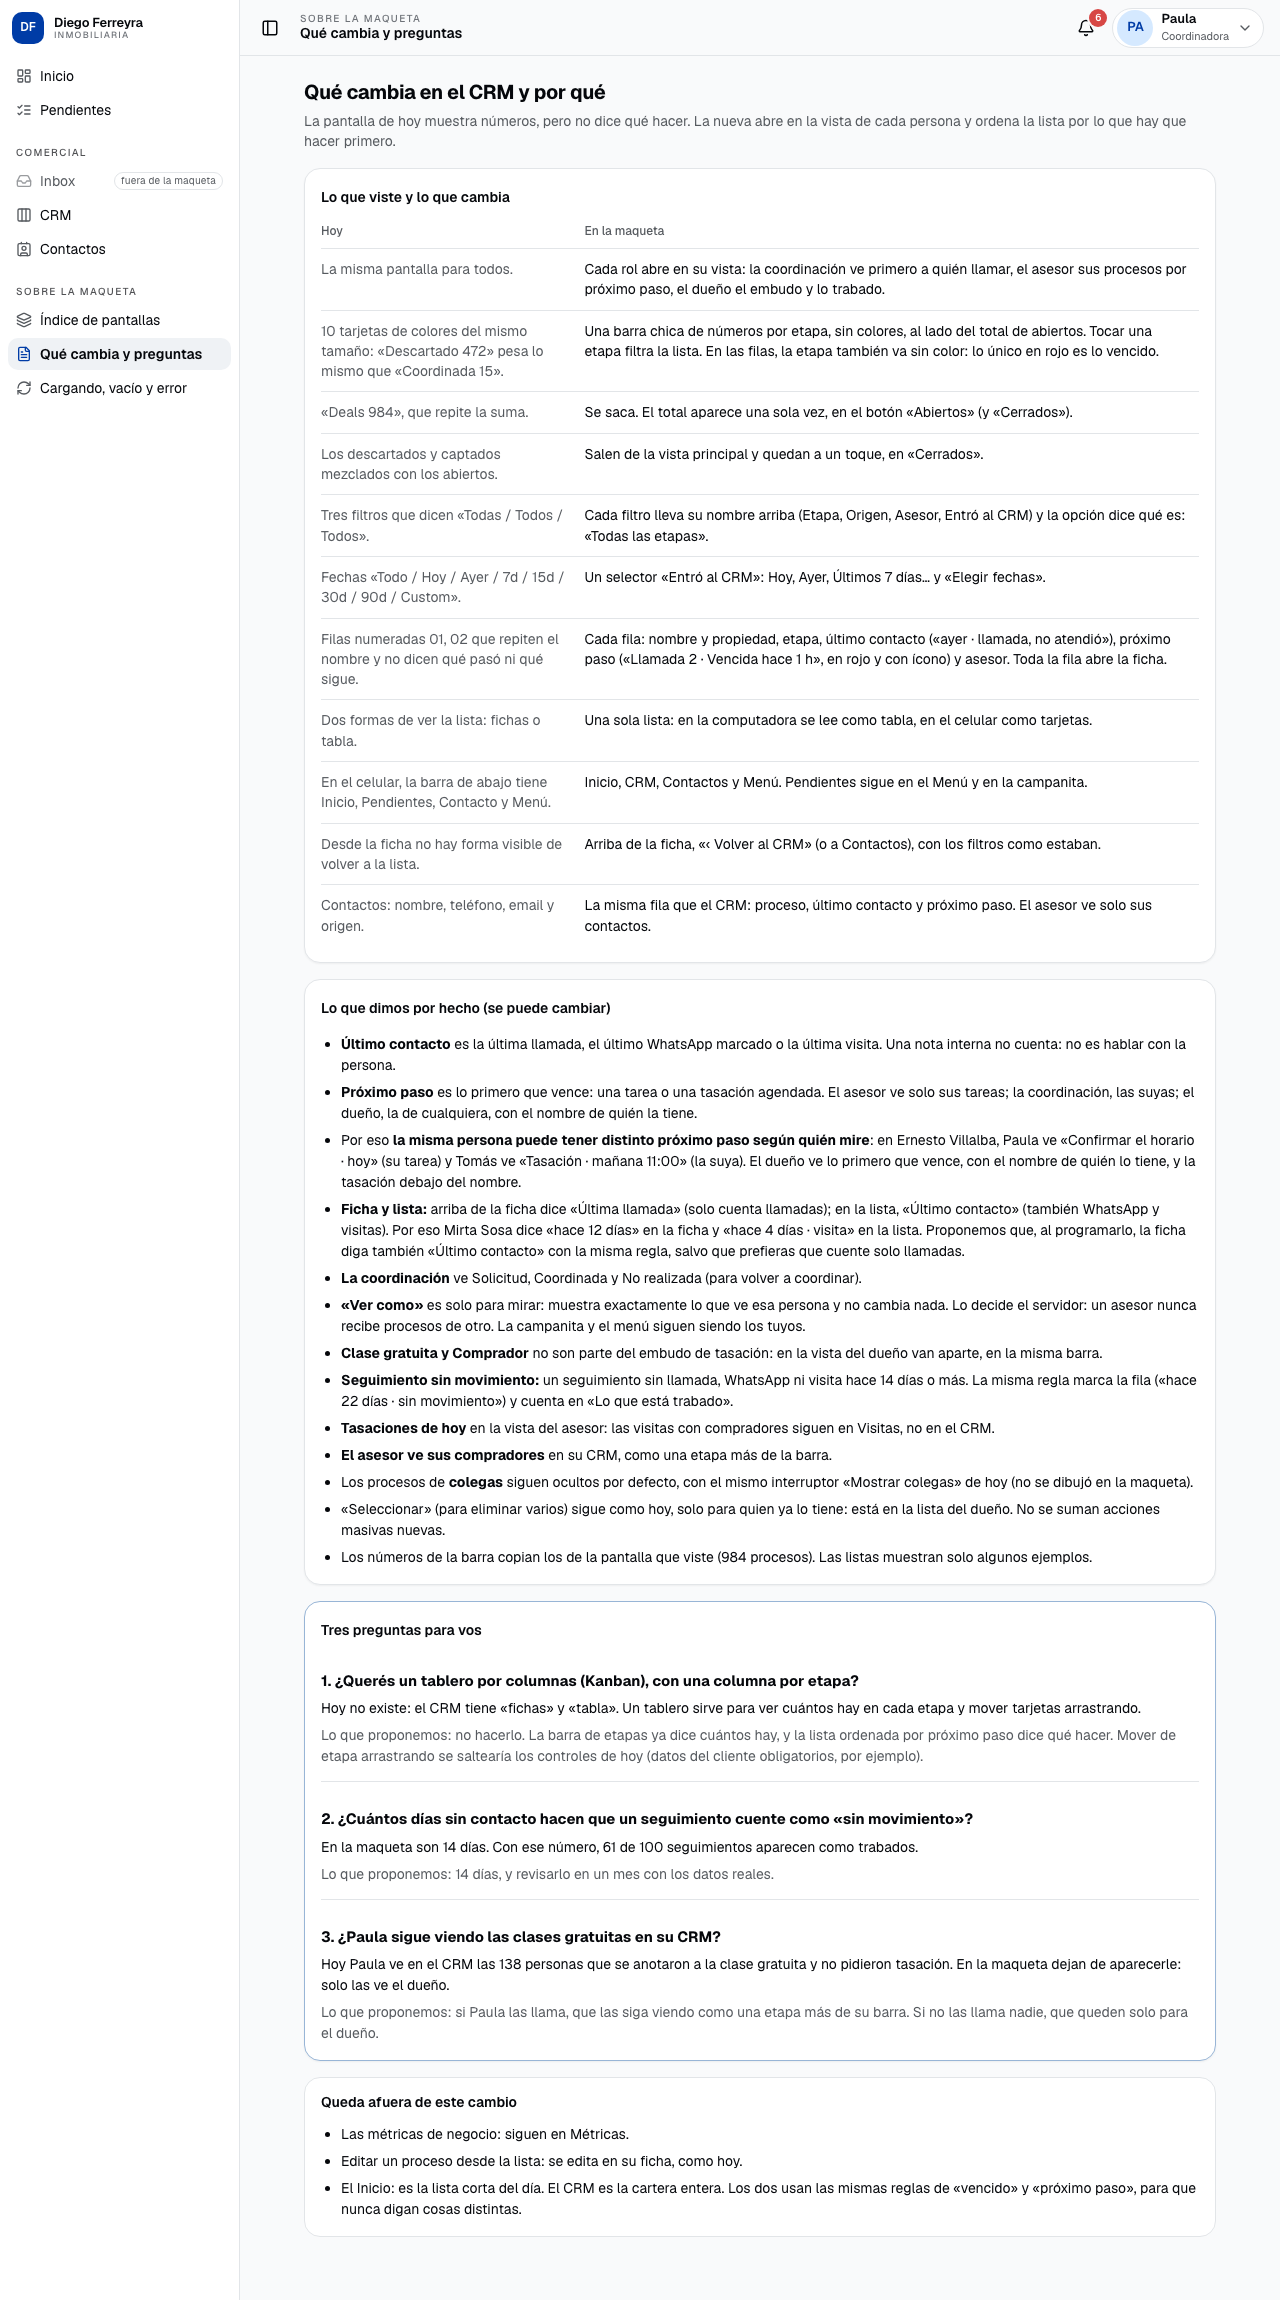 DF
Diego Ferreyra
INMOBILIARIA
Inicio
Pendientes
COMERCIAL
Inbox
fuera de la maqueta
CRM
Contactos
SOBRE LA MAQUETA
Índice de pantallas
Qué cambia y preguntas
Cargando, vacío y error
SOBRE LA MAQUETA
Qué cambia y preguntas
6
PA
Paula
Coordinadora
Qué cambia en el CRM y por qué
La pantalla de hoy muestra números, pero no dice qué hacer. La nueva abre en la vista de cada persona y ordena la lista por lo que hay que
hacer primero.
Lo que viste y lo que cambia
Hoy
En la maqueta
La misma pantalla para todos.
Cada rol abre en su vista: la coordinación ve primero a quién llamar, el asesor sus procesos por
próximo paso, el dueño el embudo y lo trabado.
10 tarjetas de colores del mismo
tamaño: «Descartado 472» pesa lo
mismo que «Coordinada 15».
Una barra chica de números por etapa, sin colores, al lado del total de abiertos. Tocar una
etapa filtra la lista. En las filas, la etapa también va sin color: lo único en rojo es lo vencido.
«Deals 984», que repite la suma.
Se saca. El total aparece una sola vez, en el botón «Abiertos» (y «Cerrados»).
Los descartados y captados
mezclados con los abiertos.
Salen de la vista principal y quedan a un toque, en «Cerrados».
Tres filtros que dicen «Todas / Todos /
Todos».
Cada filtro lleva su nombre arriba (Etapa, Origen, Asesor, Entró al CRM) y la opción dice qué es:
«Todas las etapas».
Fechas «Todo / Hoy / Ayer / 7d / 15d /
30d / 90d / Custom».
Un selector «Entró al CRM»: Hoy, Ayer, Últimos 7 días… y «Elegir fechas».
Filas numeradas 01, 02 que repiten el
nombre y no dicen qué pasó ni qué
sigue.
Cada fila: nombre y propiedad, etapa, último contacto («ayer · llamada, no atendió»), próximo
paso («Llamada 2 · Vencida hace 1 h», en rojo y con ícono) y asesor. Toda la fila abre la ficha.
Dos formas de ver la lista: fichas o
tabla.
Una sola lista: en la computadora se lee como tabla, en el celular como tarjetas.
En el celular, la barra de abajo tiene
Inicio, Pendientes, Contacto y Menú.
Inicio, CRM, Contactos y Menú. Pendientes sigue en el Menú y en la campanita.
Desde la ficha no hay forma visible de
volver a la lista.
Arriba de la ficha, «‹ Volver al CRM» (o a Contactos), con los filtros como estaban.
Contactos: nombre, teléfono, email y
origen.
La misma fila que el CRM: proceso, último contacto y próximo paso. El asesor ve solo sus
contactos.
Lo que dimos por hecho (se puede cambiar)
• Último contacto es la última llamada, el último WhatsApp marcado o la última visita. Una nota interna no cuenta: no es hablar con la
persona.
• Próximo paso es lo primero que vence: una tarea o una tasación agendada. El asesor ve solo sus tareas; la coordinación, las suyas; el
dueño, la de cualquiera, con el nombre de quién la tiene.
• Por eso la misma persona puede tener distinto próximo paso según quién mire: en Ernesto Villalba, Paula ve «Confirmar el horario
· hoy» (su tarea) y Tomás ve «Tasación · mañana 11:00» (la suya). El dueño ve lo primero que vence, con el nombre de quién lo tiene, y la
tasación debajo del nombre.
• Ficha y lista: arriba de la ficha dice «Última llamada» (solo cuenta llamadas); en la lista, «Último contacto» (también WhatsApp y
visitas). Por eso Mirta Sosa dice «hace 12 días» en la ficha y «hace 4 días · visita» en la lista. Proponemos que, al programarlo, la ficha
diga también «Último contacto» con la misma regla, salvo que prefieras que cuente solo llamadas.
• La coordinación ve Solicitud, Coordinada y No realizada (para volver a coordinar).
• «Ver como» es solo para mirar: muestra exactamente lo que ve esa persona y no cambia nada. Lo decide el servidor: un asesor nunca
recibe procesos de otro. La campanita y el menú siguen siendo los tuyos.
• Clase gratuita y Comprador no son parte del embudo de tasación: en la vista del dueño van aparte, en la misma barra.
• Seguimiento sin movimiento: un seguimiento sin llamada, WhatsApp ni visita hace 14 días o más. La misma regla marca la fila («hace
22 días · sin movimiento») y cuenta en «Lo que está trabado».
• Tasaciones de hoy en la vista del asesor: las visitas con compradores siguen en Visitas, no en el CRM.
• El asesor ve sus compradores en su CRM, como una etapa más de la barra.
• Los procesos de colegas siguen ocultos por defecto, con el mismo interruptor «Mostrar colegas» de hoy (no se dibujó en la maqueta).
• «Seleccionar» (para eliminar varios) sigue como hoy, solo para quien ya lo tiene: está en la lista del dueño. No se suman acciones
masivas nuevas.
• Los números de la barra copian los de la pantalla que viste (984 procesos). Las listas muestran solo algunos ejemplos.
Tres preguntas para vos
1. ¿Querés un tablero por columnas (Kanban), con una columna por etapa?
Hoy no existe: el CRM tiene «fichas» y «tabla». Un tablero sirve para ver cuántos hay en cada etapa y mover tarjetas arrastrando.
Lo que proponemos: no hacerlo. La barra de etapas ya dice cuántos hay, y la lista ordenada por próximo paso dice qué hacer. Mover de
etapa arrastrando se saltearía los controles de hoy (datos del cliente obligatorios, por ejemplo).
2. ¿Cuántos días sin contacto hacen que un seguimiento cuente como «sin movimiento»?
En la maqueta son 14 días. Con ese número, 61 de 100 seguimientos aparecen como trabados.
Lo que proponemos: 14 días, y revisarlo en un mes con los datos reales.
3. ¿Paula sigue viendo las clases gratuitas en su CRM?
Hoy Paula ve en el CRM las 138 personas que se anotaron a la clase gratuita y no pidieron tasación. En la maqueta dejan de aparecerle:
solo las ve el dueño.
Lo que proponemos: si Paula las llama, que las siga viendo como una etapa más de su barra. Si no las llama nadie, que queden solo para
el dueño.
Queda afuera de este cambio
• Las métricas de negocio: siguen en Métricas.
• Editar un proceso desde la lista: se edita en su ficha, como hoy.
• El Inicio: es la lista corta del día. El CRM es la cartera entera. Los dos usan las mismas reglas de «vencido» y «próximo paso», para que
nunca digan cosas distintas.